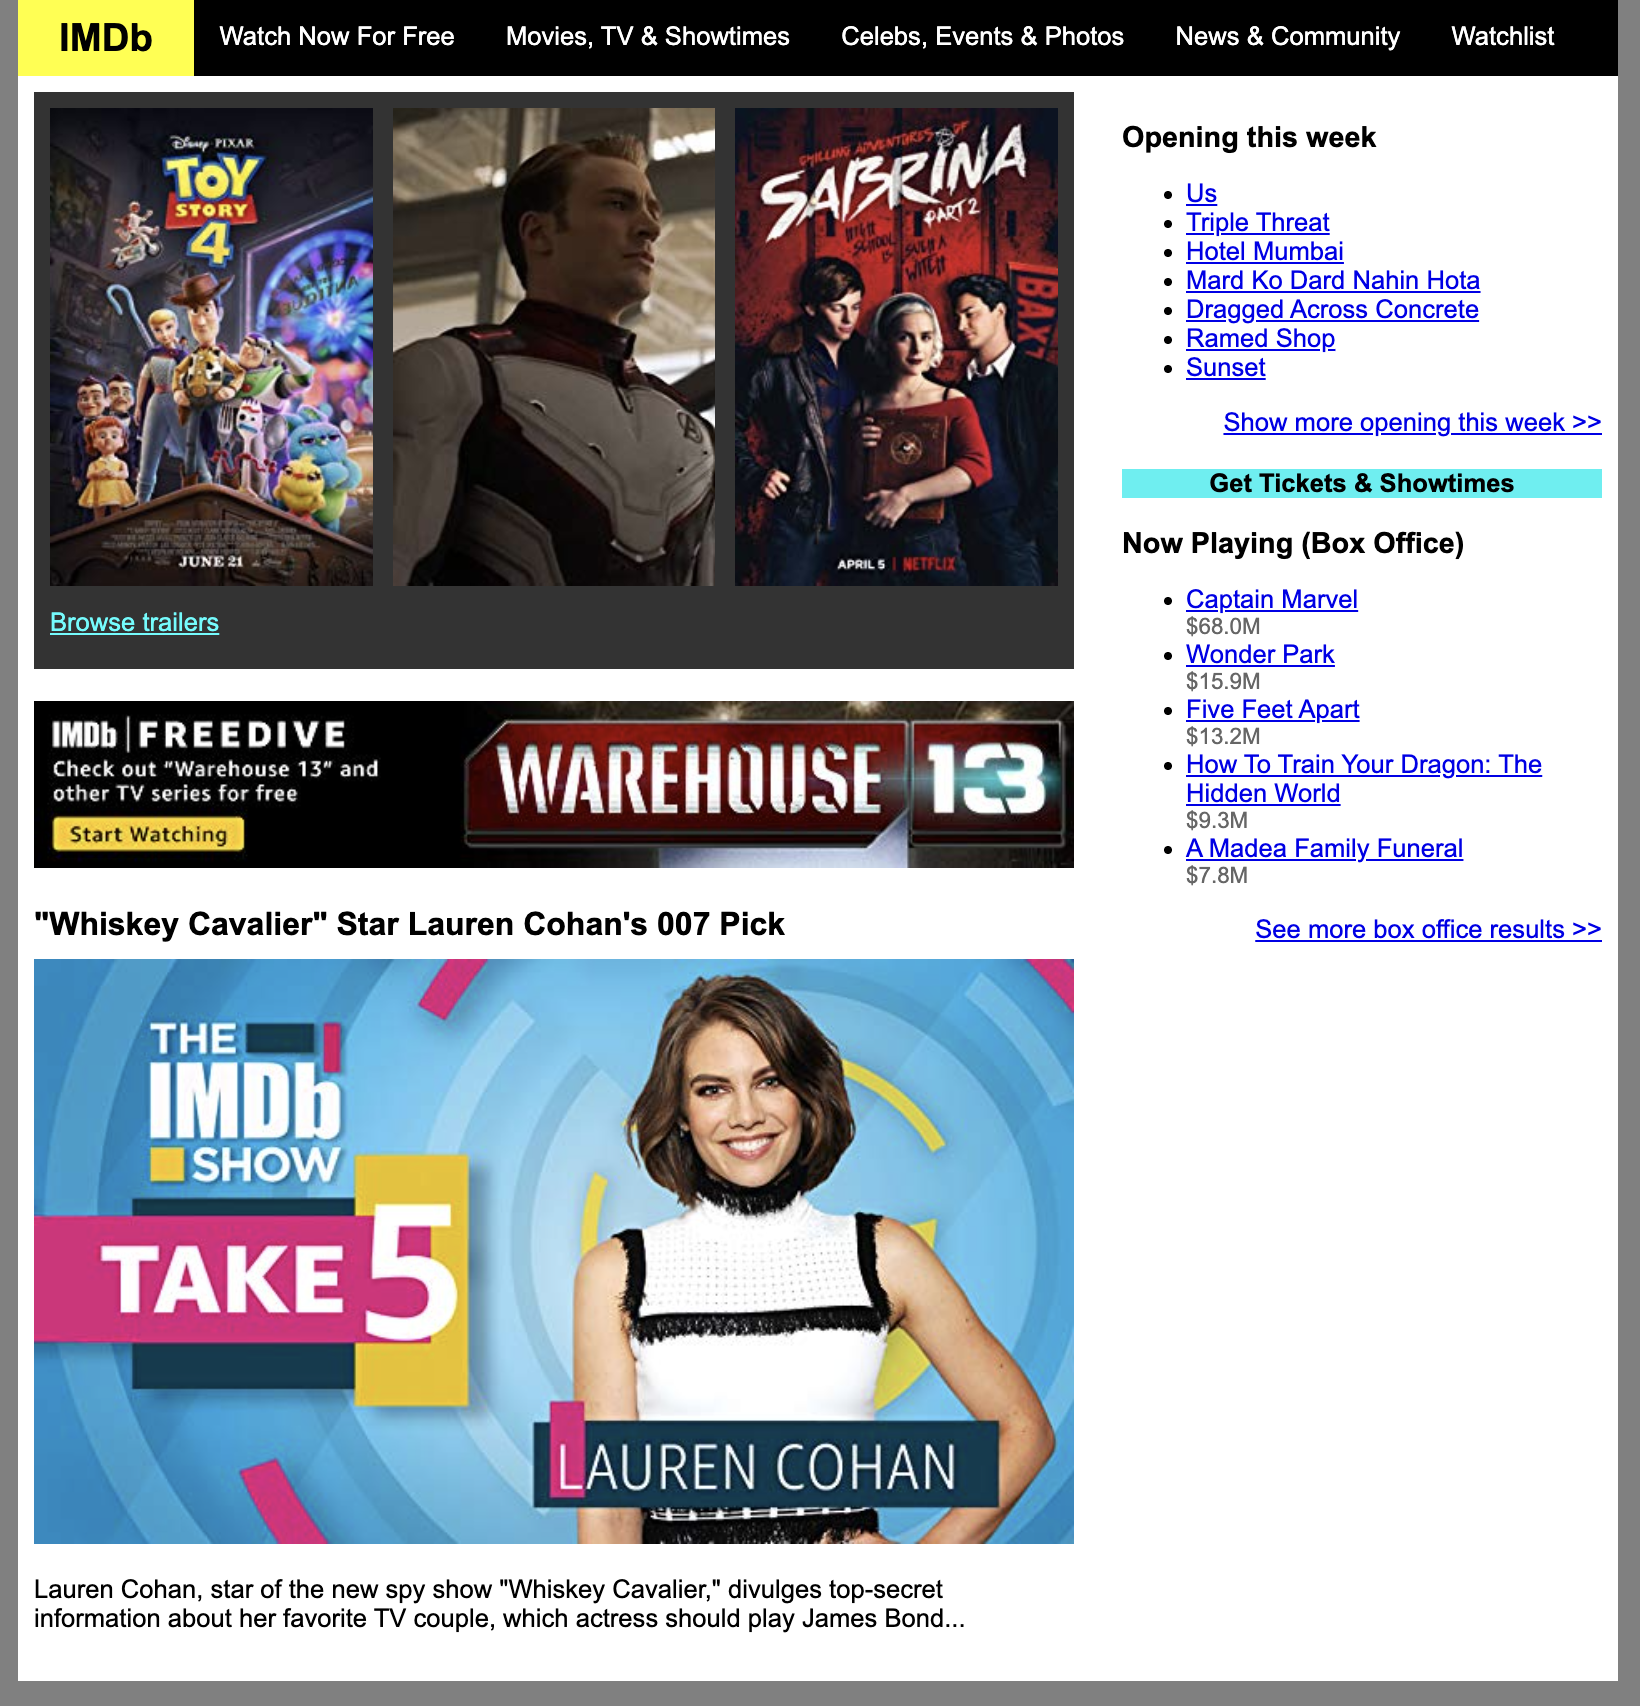 IMDb
Watch Now For Free
Movies, TV & Showtimes
Celebs, Events & Photos
News & Community
Watchlist
Disney · PIXAR
TOY
STORY
4
JUNE 21
CHILLING ADVENTURES OF
SABRINA
PART 2
HIGH
SCHOOL
IS
SUCH A
WITCH
APRIL 5 | NETFLIX
Browse trailers
IMDb | FREEDIVE
Check out “Warehouse 13” and
other TV series for free
Start Watching
WAREHOUSE 13
"Whiskey Cavalier" Star Lauren Cohan's 007 Pick
THE
IMDb
SHOW
TAKE 5
LAUREN COHAN
Lauren Cohan, star of the new spy show "Whiskey Cavalier," divulges top-secret
information about her favorite TV couple, which actress should play James Bond...
Opening this week
• Us
• Triple Threat
• Hotel Mumbai
• Mard Ko Dard Nahin Hota
• Dragged Across Concrete
• Ramed Shop
• Sunset
Show more opening this week >>
Get Tickets & Showtimes
Now Playing (Box Office)
• Captain Marvel
$68.0M
• Wonder Park
$15.9M
• Five Feet Apart
$13.2M
• How To Train Your Dragon: The
Hidden World
$9.3M
• A Madea Family Funeral
$7.8M
See more box office results >>